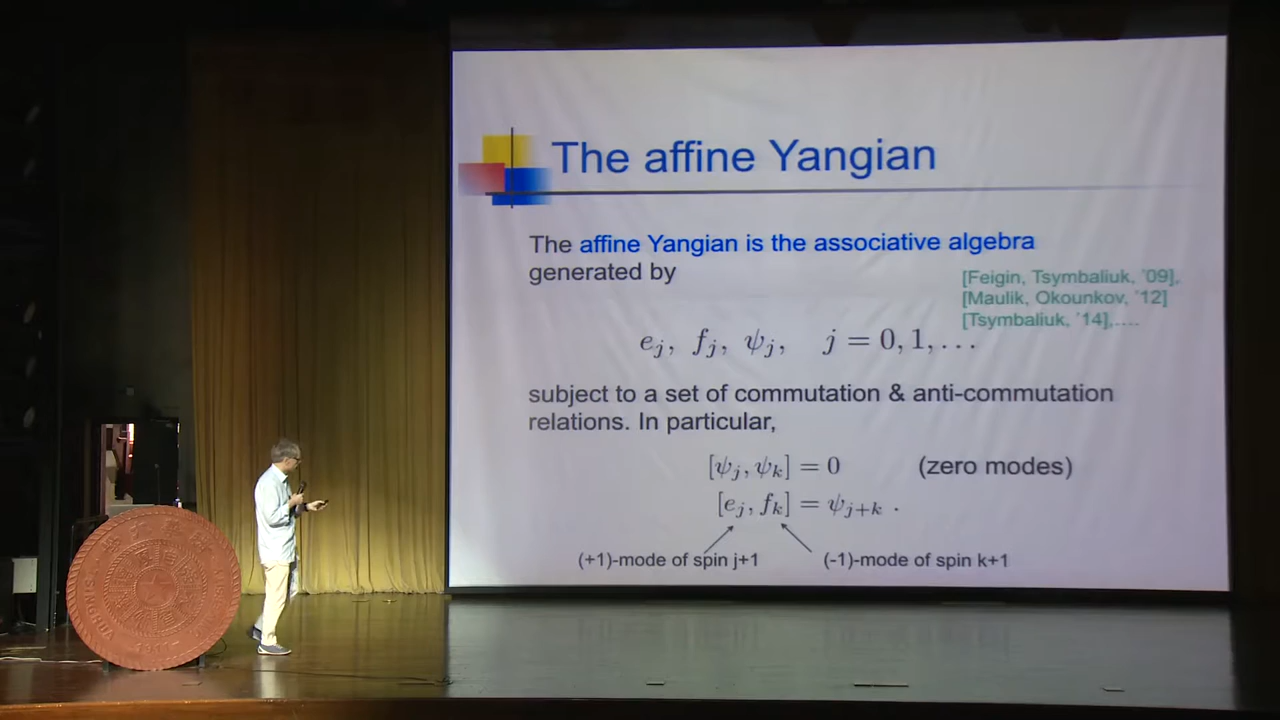 The affine Yangian
The affine Yangian is the associative algebra
generated by
[Feigin, Tsymbaliuk, '09],
[Maulik, Okounkov, '12]
[Tsymbaliuk, '14],....
e_j, f_j, ψ_j, j = 0, 1, ...
subject to a set of commutation & anti-commutation
relations. In particular,
[ψ_j, ψ_k] = 0 (zero modes)
[e_j, f_k] = ψ_{j+k} .
(+1)-mode of spin j+1 (-1)-mode of spin k+1
1911